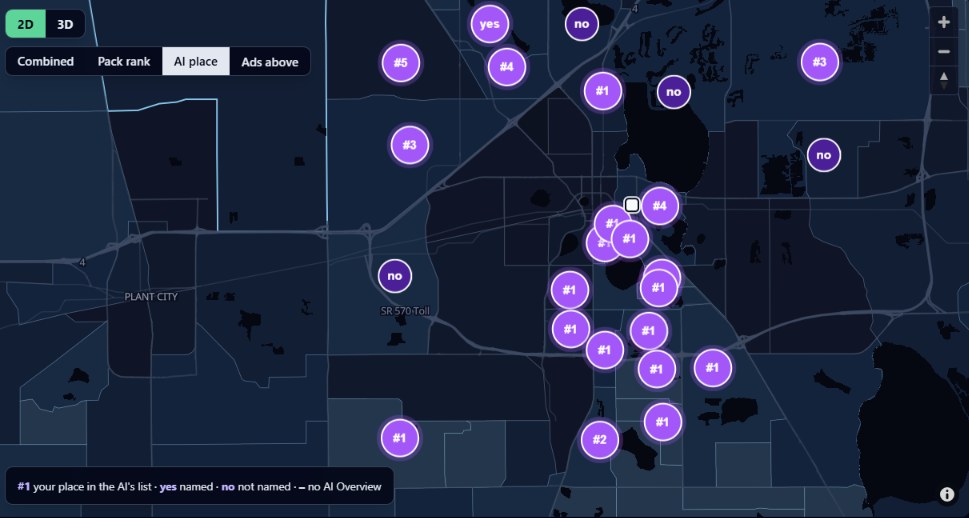 2D 3D
Combined Pack rank AI place Ads above
yes
no
4
#5
#4
#3
#1
no
#3
no
#4
#1
#1
no
#1
#1
4
PLANT CITY
SR 570 Toll
#1
#1
#1
#1
#1
#1
#1
#2
#1 your place in the AI's list · yes named · no not named · – no AI Overview